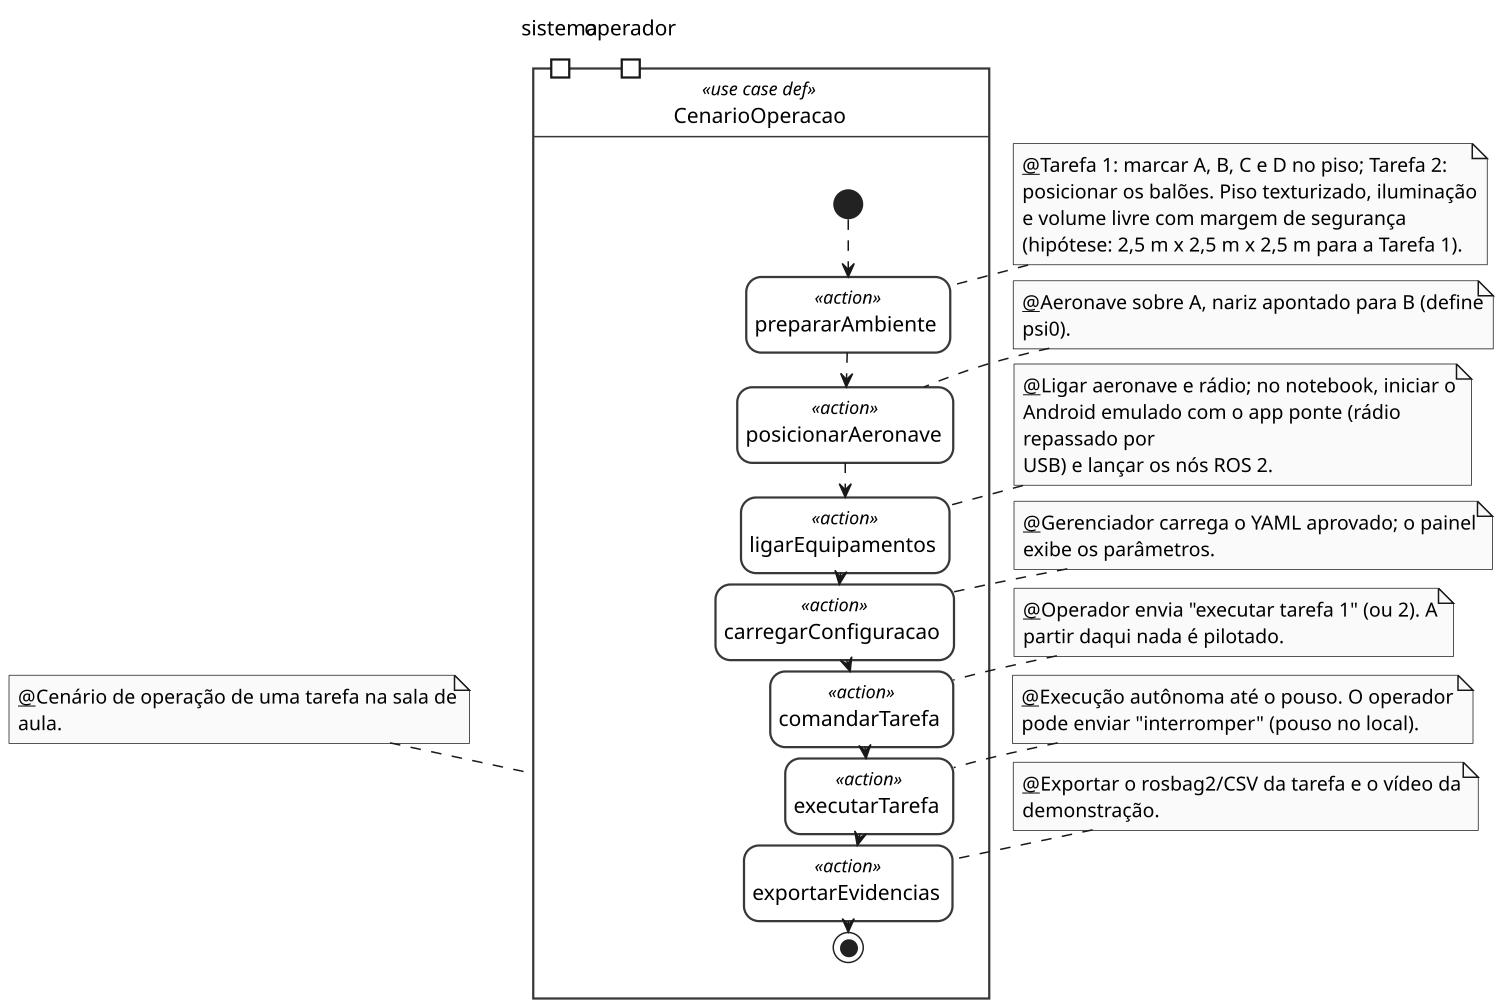 sistema
operador
«use case def»
CenarioOperacao
@Tarefa 1: marcar A, B, C e D no piso; Tarefa 2:
posicionar os balões. Piso texturizado, iluminação
e volume livre com margem de segurança
(hipótese: 2,5 m x 2,5 m x 2,5 m para a Tarefa 1).
«action»
prepararAmbiente
@Aeronave sobre A, nariz apontado para B (define
psi0).
«action»
posicionarAeronave
@Ligar aeronave e rádio; no notebook, iniciar o
Android emulado com o app ponte (rádio
repassado por
USB) e lançar os nós ROS 2.
«action»
ligarEquipamentos
@Gerenciador carrega o YAML aprovado; o painel
exibe os parâmetros.
«action»
carregarConfiguracao
@Operador envia "executar tarefa 1" (ou 2). A
partir daqui nada é pilotado.
«action»
comandarTarefa
@Cenário de operação de uma tarefa na sala de
aula.
@Execução autônoma até o pouso. O operador
pode enviar "interromper" (pouso no local).
«action»
executarTarefa
@Exportar o rosbag2/CSV da tarefa e o vídeo da
demonstração.
«action»
exportarEvidencias